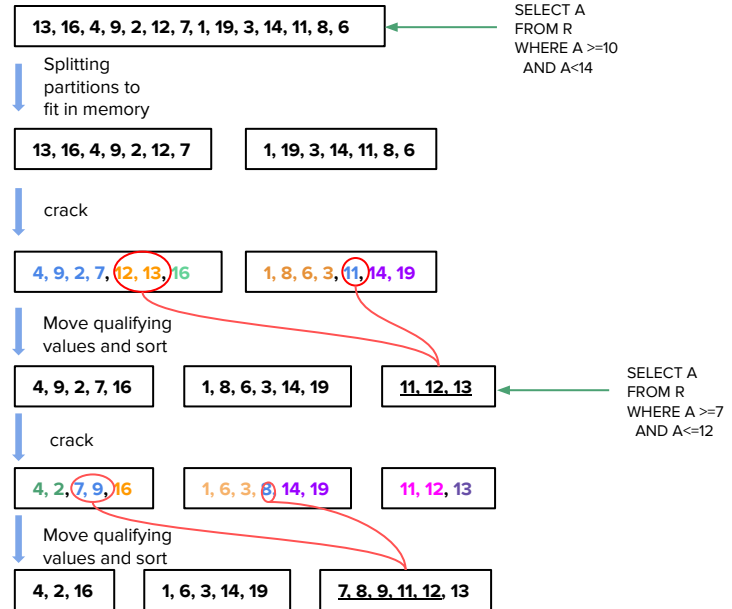 13, 16, 4, 9, 2, 12, 7, 1, 19, 3, 14, 11, 8, 6
SELECT A
FROM R
WHERE A >=10
AND A<14
Splitting
partitions to
fit in memory
13, 16, 4, 9, 2, 12, 7
1, 19, 3, 14, 11, 8, 6
crack
4, 9, 2, 7, 12, 13, 16
1, 8, 6, 3, 11, 14, 19
Move qualifying
values and sort
4, 9, 2, 7, 16
1, 8, 6, 3, 14, 19
11, 12, 13
SELECT A
FROM R
WHERE A >=7
AND A<=12
crack
4, 2, 7, 9, 16
1, 6, 3, 8, 14, 19
11, 12, 13
Move qualifying
values and sort
4, 2, 16
1, 6, 3, 14, 19
7, 8, 9, 11, 12, 13